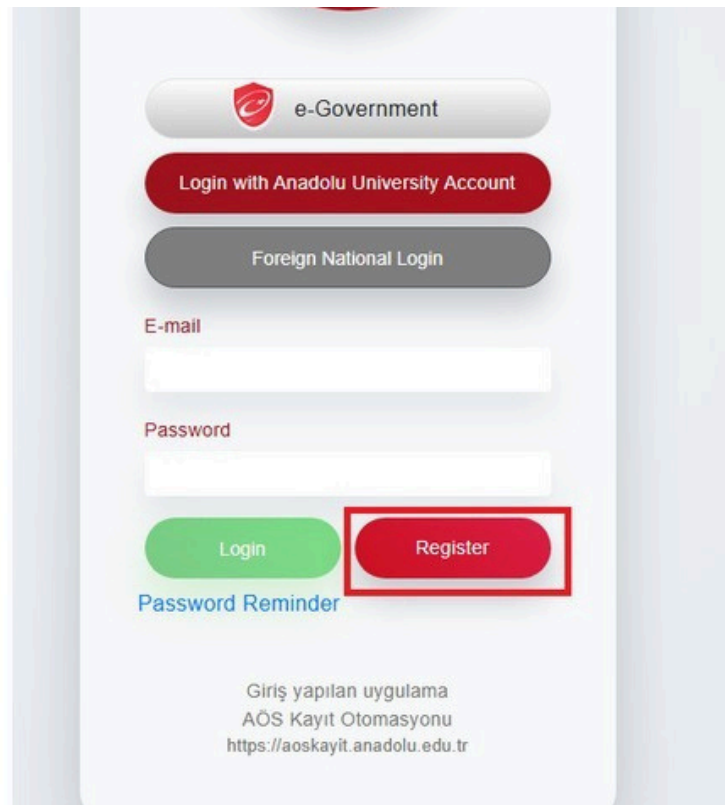 e-Government
Login with Anadolu University Account
Foreign National Login
E-mail
Password
Login
Register
Password Reminder
Giriş yapılan uygulama
AÖS Kayıt Otomasyonu
https://aoskayit.anadolu.edu.tr